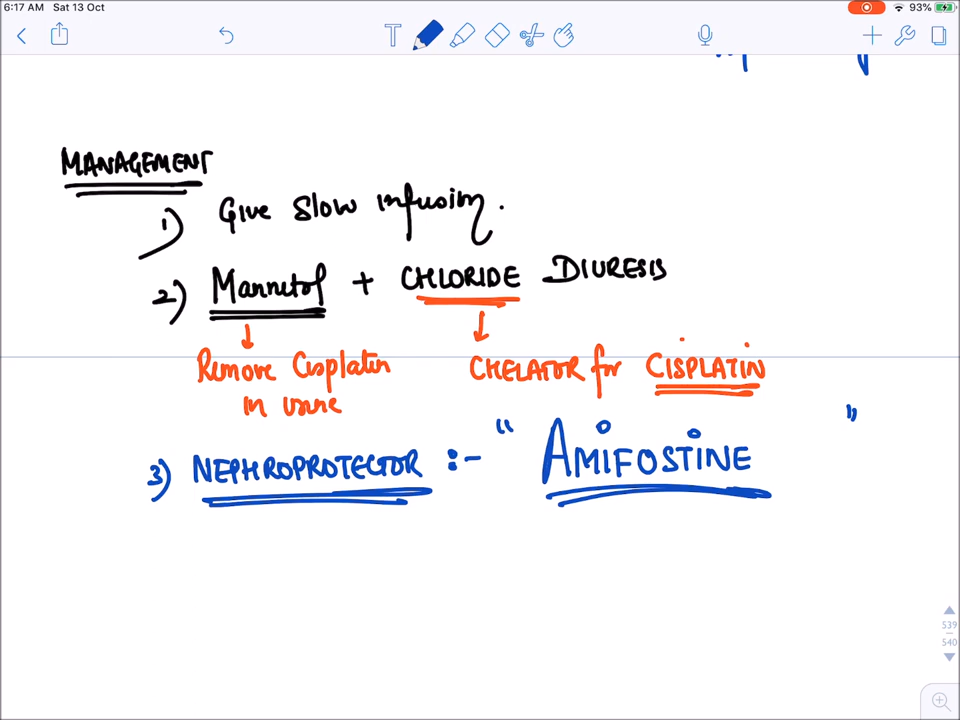 6:17 AM Sat 13 Oct
93%
T
MANAGEMENT
1) Give Slow infusion.
2) Mannitol + CHLORIDE DIURESIS
Remove Cisplatin CHELATOR for CISPLATIN
in urine
3) NEPHROPROTECTOR :- " AMIFOSTINE "
539
540